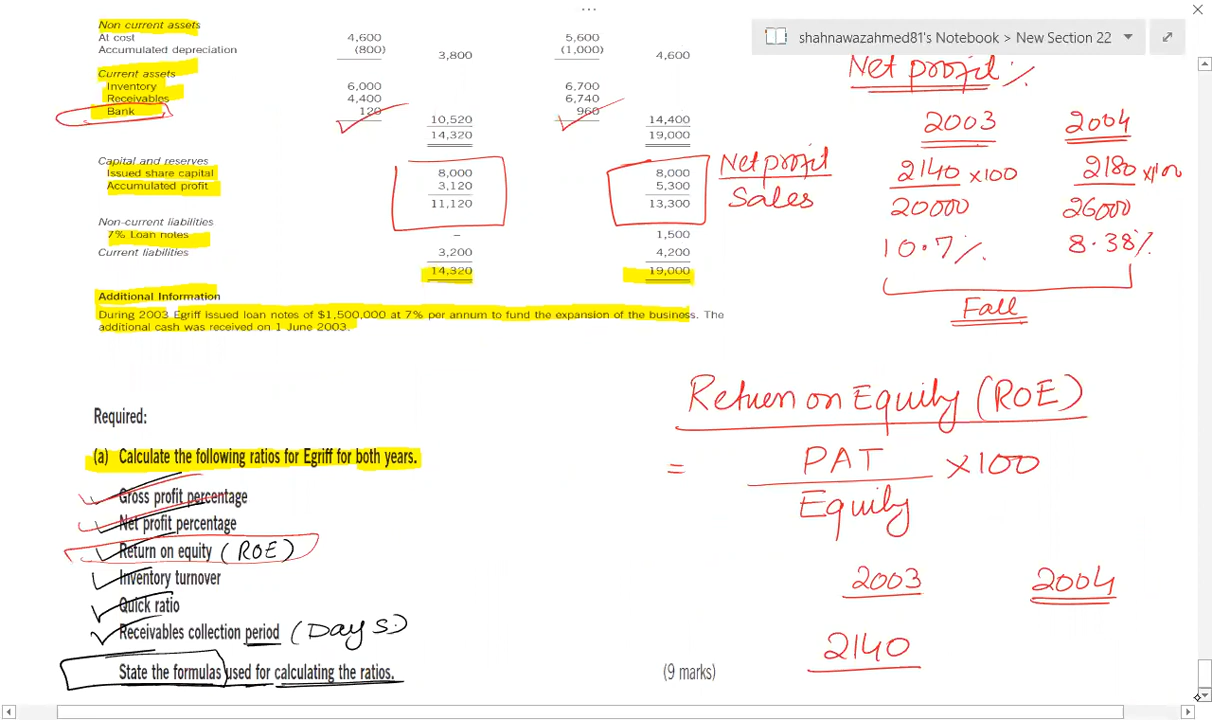 shahnawazahmed81's Notebook > New Section 22
Non current assets
At cost 4,600 5,600
Accumulated depreciation (800) 3,800 (1,000) 4,600
Current assets
Inventory 6,000 6,700
Receivables 4,400 6,740
Bank 120 960
10,520 14,400
14,320 19,000
Capital and reserves
Issued share capital 8,000 8,000
Accumulated profit 3,120 5,300
11,120 13,300
Non-current liabilities
7% Loan notes – 1,500
Current liabilities 3,200 4,200
14,320 19,000
Additional Information
During 2003 Egriff issued loan notes of $1,500,000 at 7% per annum to fund the expansion of the business. The
additional cash was received on 1 June 2003.
Required:
(a) Calculate the following ratios for Egriff for both years.
Gross profit percentage
Net profit percentage
Return on equity (ROE)
Inventory turnover
Quick ratio
Receivables collection period (Days)
State the formulas used for calculating the ratios.
(9 marks)
Net profit %
2003 2004
Net profit
Sales
2140 x100 2180 x100
20000 26000
10.7% 8.38%
Fall
Return on Equity (ROE)
= PAT x100
Equity
2003 2004
2140